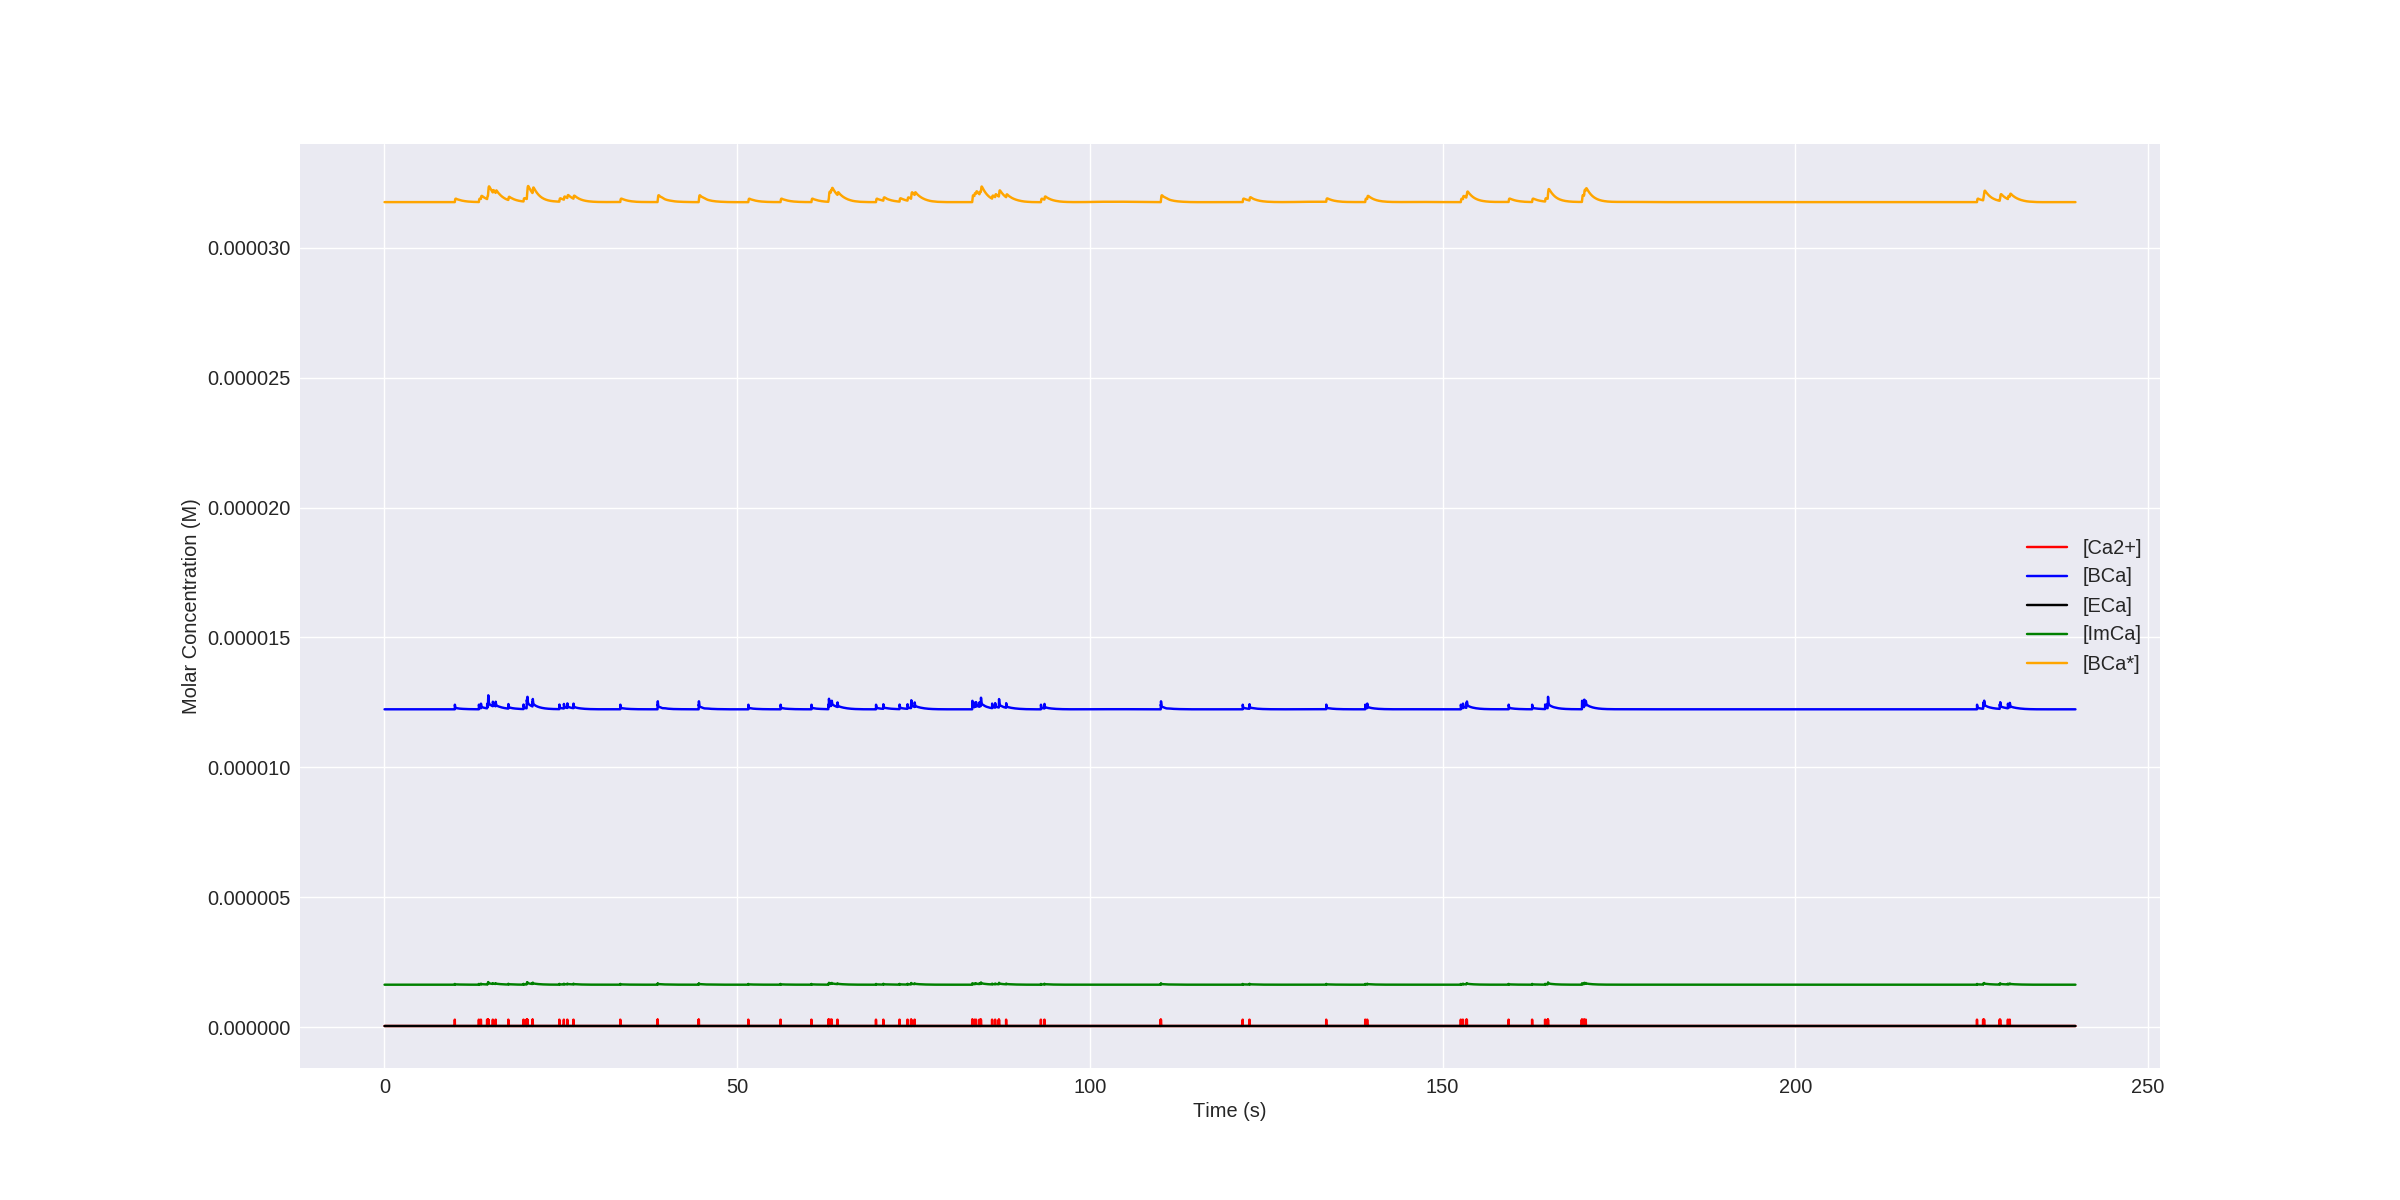 0.000030
0.000025
0.000020
0.000015
0.000010
0.000005
0.000000
Molar Concentration (M)
[Ca2+]
[BCa]
[ECa]
[ImCa]
[BCa*]
0 50 100 150 200 250
Time (s)